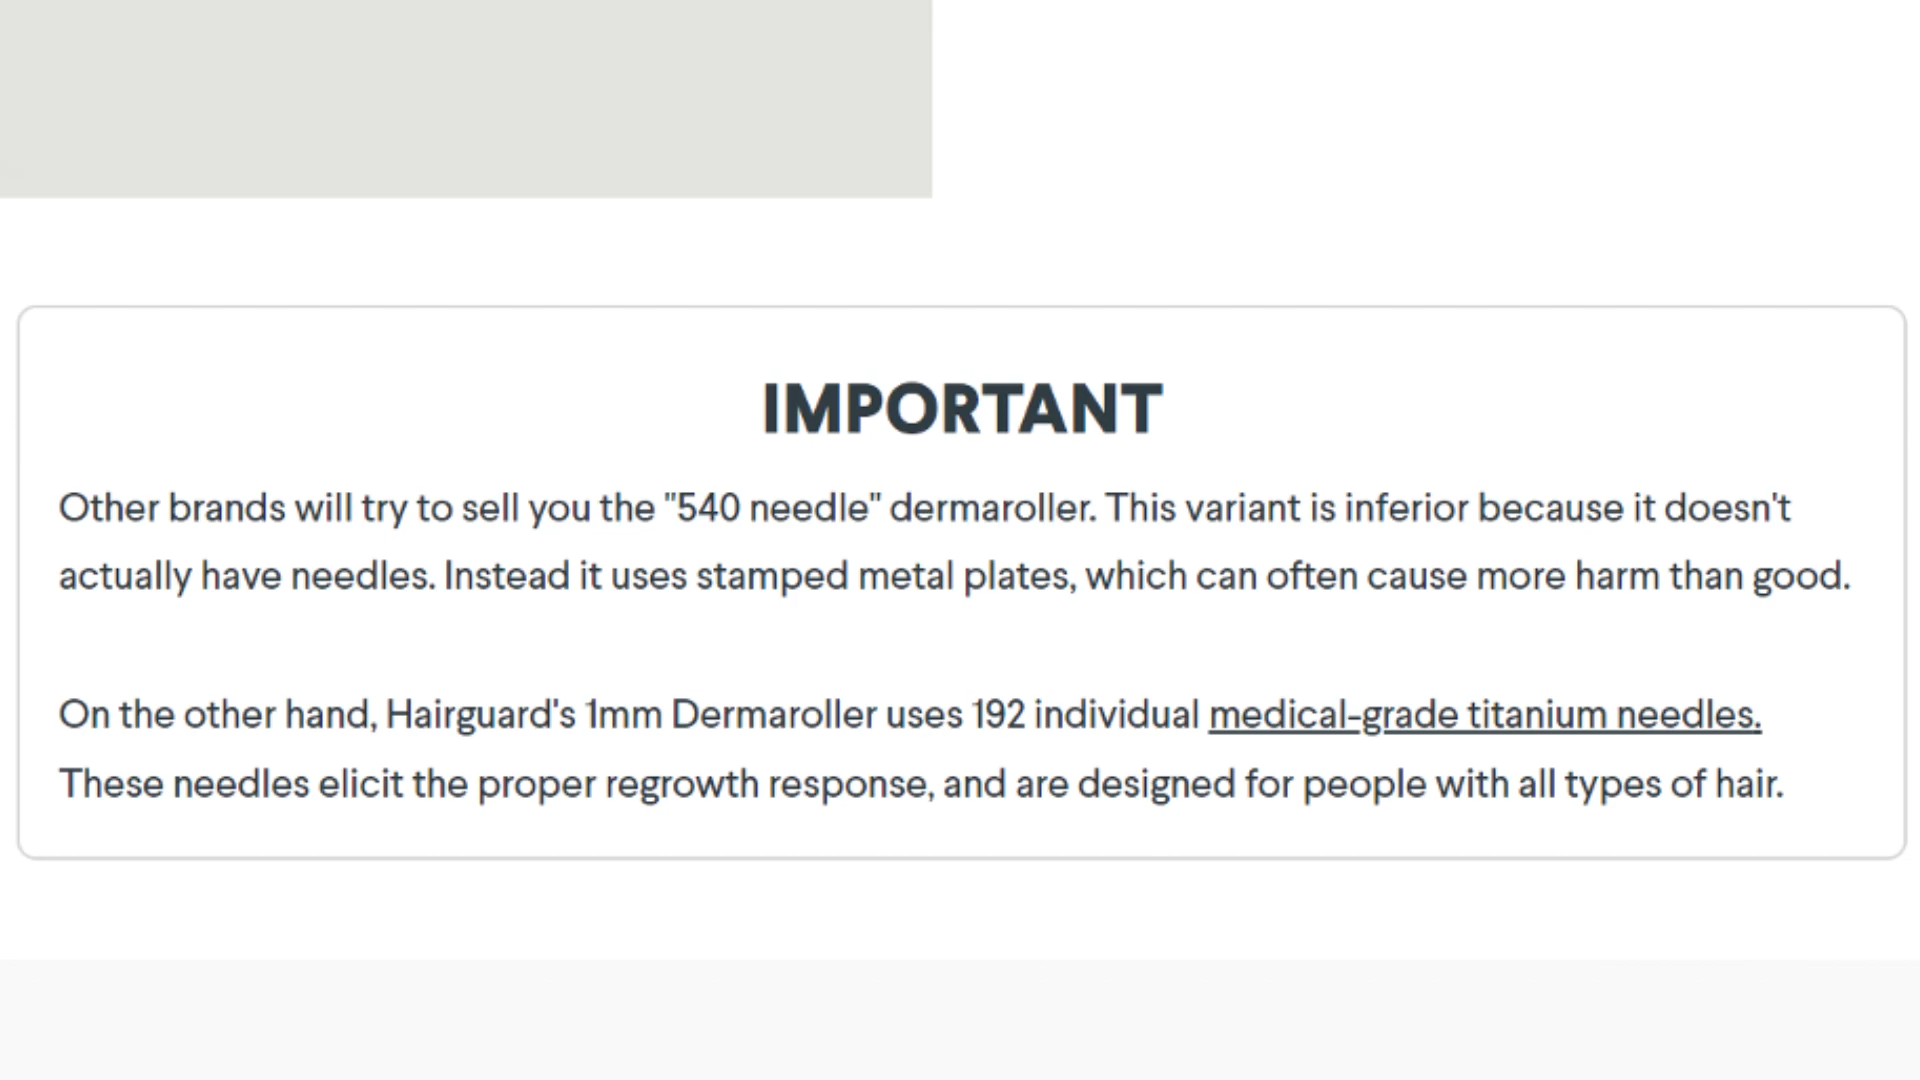 IMPORTANT
Other brands will try to sell you the "540 needle" dermaroller. This variant is inferior because it doesn't
actually have needles. Instead it uses stamped metal plates, which can often cause more harm than good.
On the other hand, Hairguard's 1mm Dermaroller uses 192 individual medical-grade titanium needles.
These needles elicit the proper regrowth response, and are designed for people with all types of hair.